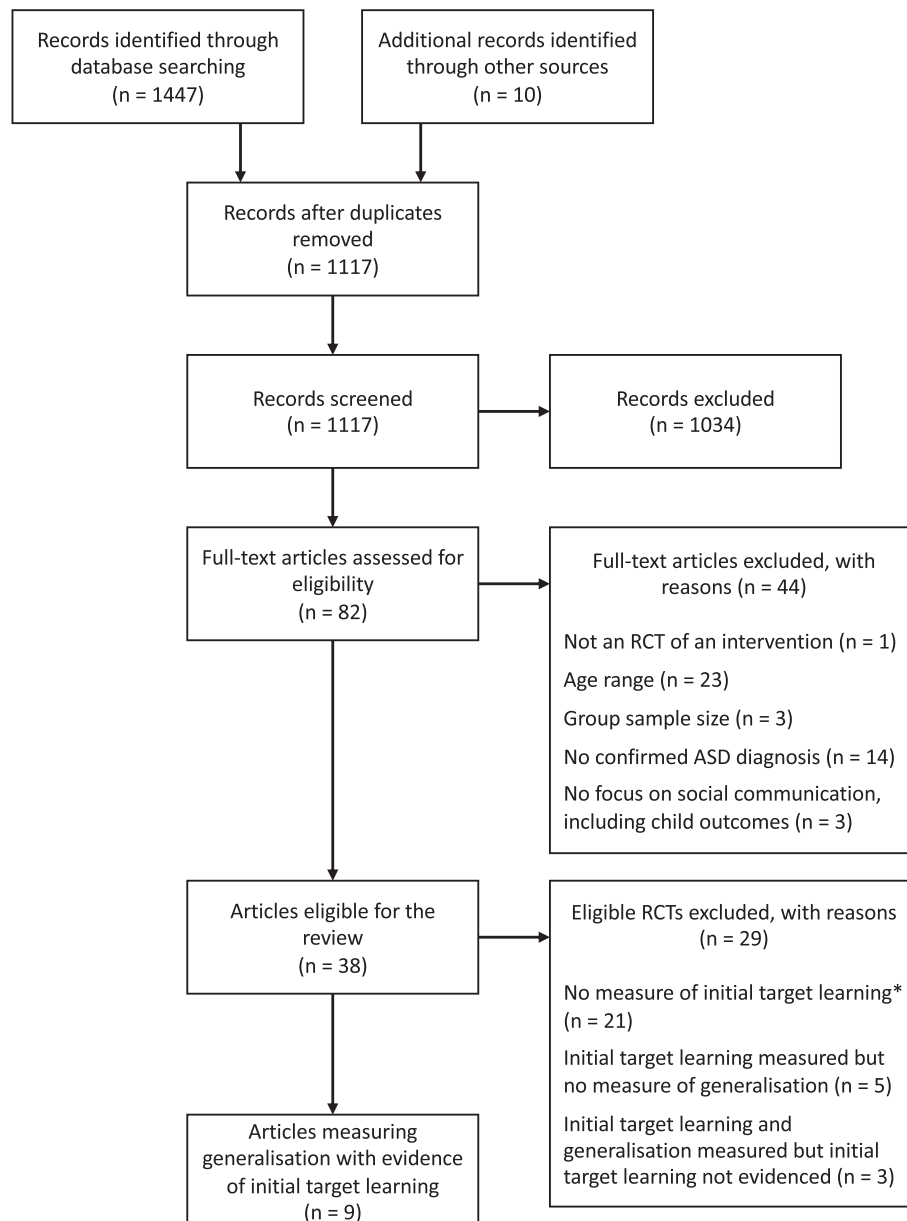 Records identified through
database searching
(n = 1447)
Additional records identified
through other sources
(n = 10)
Records after duplicates
removed
(n = 1117)
Records screened
(n = 1117)
Records excluded
(n = 1034)
Full-text articles assessed for
eligibility
(n = 82)
Full-text articles excluded, with
reasons (n = 44)
Not an RCT of an intervention (n = 1)
Age range (n = 23)
Group sample size (n = 3)
No confirmed ASD diagnosis (n = 14)
No focus on social communication,
including child outcomes (n = 3)
Articles eligible for the
review
(n = 38)
Eligible RCTs excluded, with reasons
(n = 29)
No measure of initial target learning*
(n = 21)
Initial target learning measured but
no measure of generalisation (n = 5)
Initial target learning and
generalisation measured but initial
target learning not evidenced (n = 3)
Articles measuring
generalisation with evidence
of initial target learning
(n = 9)